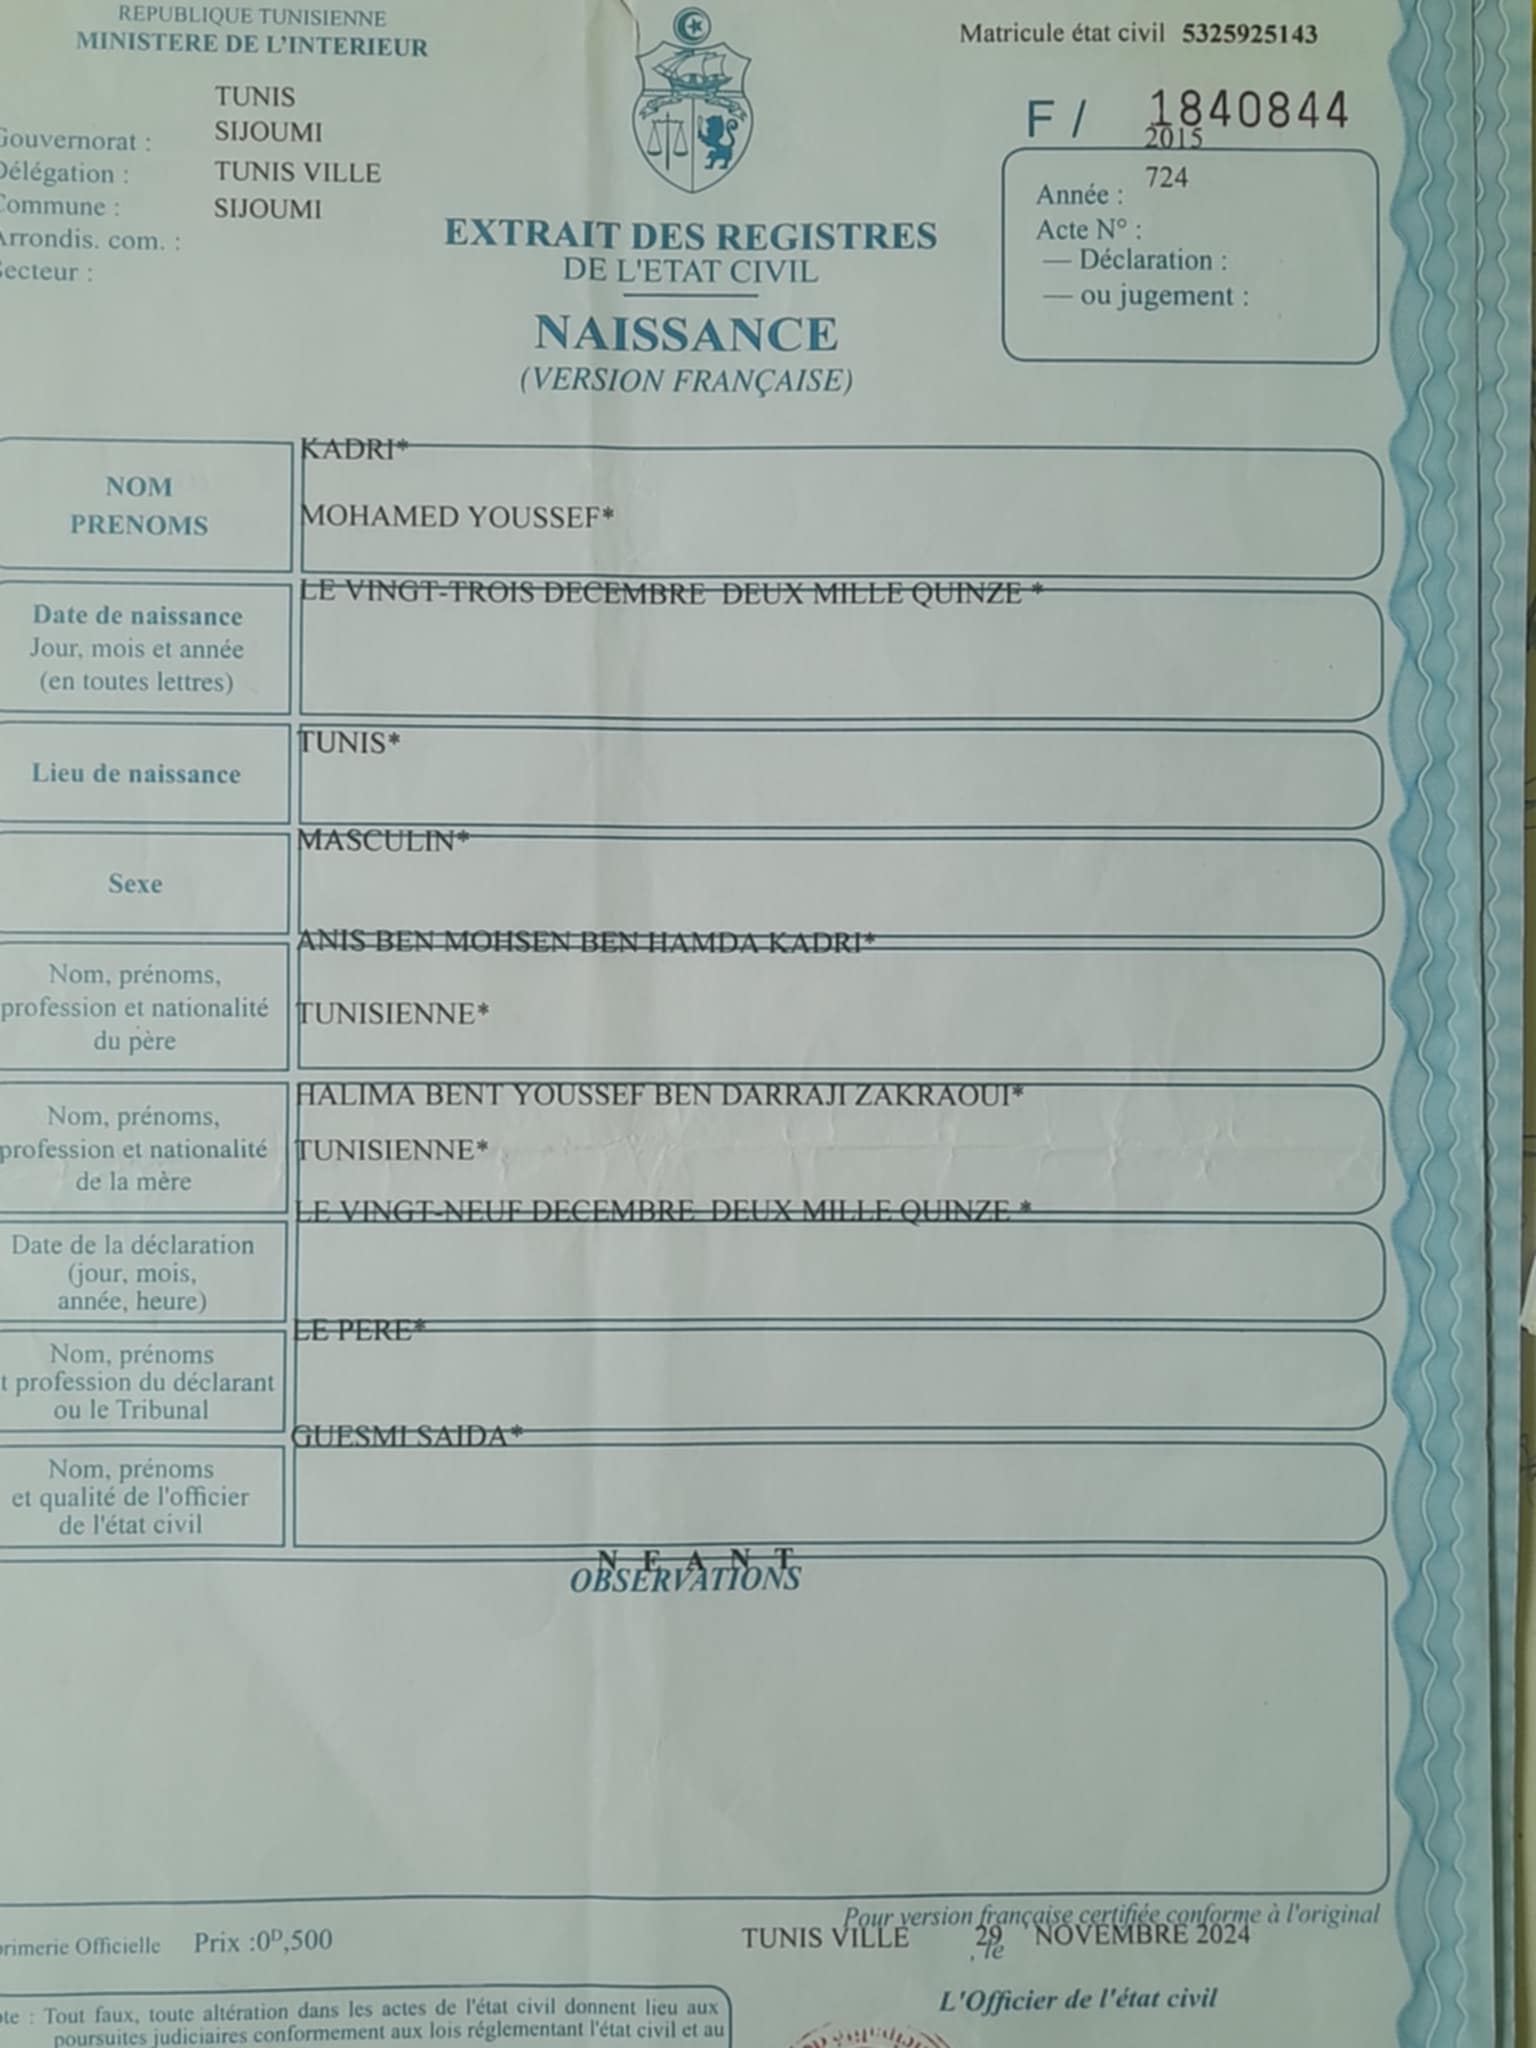 REPUBLIQUE TUNISIENNE
MINISTERE DE L'INTERIEUR
Matricule état civil 5325925143
F / 1840844
TUNIS
SIJOUMI
TUNIS VILLE
SIJOUMI
Gouvernorat :
Délégation :
Commune :
Arrondis. com. :
Secteur :
2015
724
Année :
Acte N° :
— Déclaration :
— ou jugement :
EXTRAIT DES REGISTRES
DE L'ETAT CIVIL
NAISSANCE
(VERSION FRANÇAISE)
NOM
PRENOMS
KADRI*
MOHAMED YOUSSEF*
Date de naissance
Jour, mois et année
(en toutes lettres)
LE VINGT-TROIS DECEMBRE DEUX MILLE QUINZE *
Lieu de naissance
TUNIS*
Sexe
MASCULIN*
Nom, prénoms,
profession et nationalité
du père
ANIS BEN MOHSEN BEN HAMDA KADRI*
TUNISIENNE*
Nom, prénoms,
profession et nationalité
de la mère
HALIMA BENT YOUSSEF BEN DARRAJI ZAKRAOUI*
TUNISIENNE*
Date de la déclaration
(jour, mois,
année, heure)
LE VINGT-NEUF DECEMBRE DEUX MILLE QUINZE *
Nom, prénoms
t profession du déclarant
ou le Tribunal
LE PERE*
Nom, prénoms
et qualité de l'officier
de l'état civil
GUESMI SAIDA*
N E A N T
OBSERVATIONS
Pour version française certifiée conforme à l'original
TUNIS VILLE , le 29 NOVEMBRE 2024
L'Officier de l'état civil
primerie Officielle Prix :0D,500
ote : Tout faux, toute altération dans les actes de l'état civil donnent lieu aux
poursuites judiciaires conformement aux lois réglementant l'état civil et au